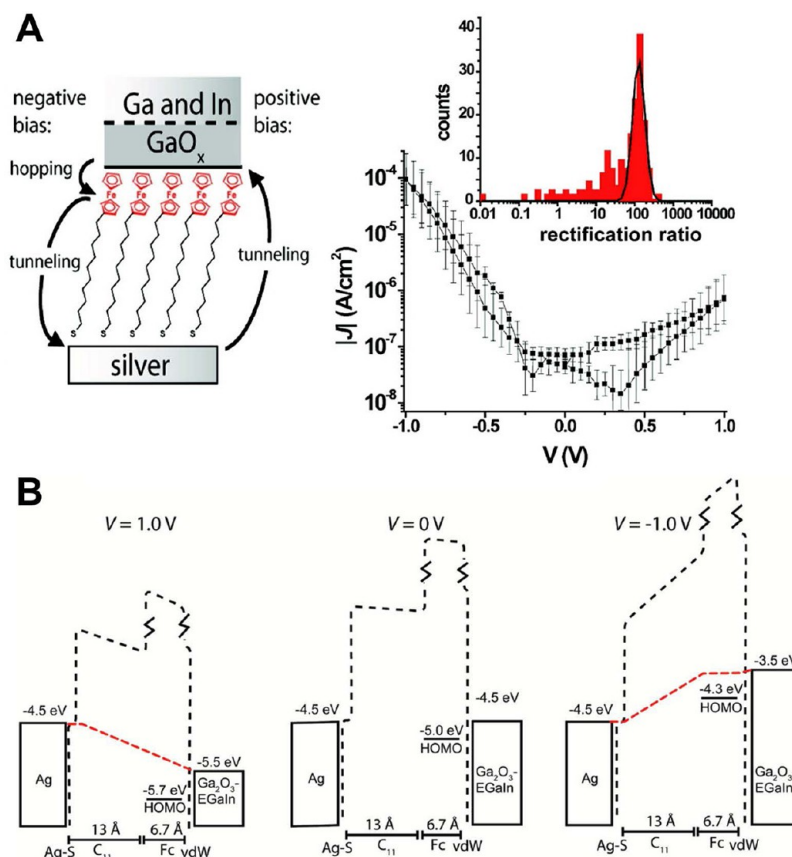 A
negative
bias:
Ga and In
positive
bias:
GaOx
hopping
Fe Fe Fe Fe Fe
tunneling
tunneling
S S S S S
silver
40
30
20
10
0
counts
0.01 0.1 1 10 100 1000 10000
rectification ratio
10⁻⁴
10⁻⁵
10⁻⁶
10⁻⁷
10⁻⁸
|J| (A/cm²)
-1.0 -0.5 0.0 0.5 1.0
V (V)
B
V = 1.0 V
-4.5 eV
Ag
-5.5 eV
-5.7 eV
HOMO
Ga₂O₃-
EGaIn
13 Å 6.7 Å
Ag-S C₁₁ Fc vdW
V = 0 V
-4.5 eV
Ag
-4.5 eV
-5.0 eV
HOMO
Ga₂O₃-
EGaIn
13 Å 6.7 Å
Ag-S C₁₁ Fc vdW
V = -1.0 V
-4.5 eV
Ag
-3.5 eV
-4.3 eV
HOMO
Ga₂O₃-
EGaIn
13 Å 6.7 Å
Ag-S C₁₁ Fc vdW